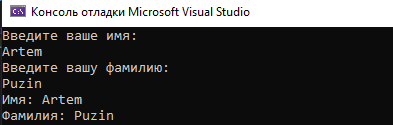 Консоль отладки Microsoft Visual Studio
Введите ваше имя:
Artem
Введите вашу фамилию:
Puzin
Имя: Artem
Фамилия: Puzin